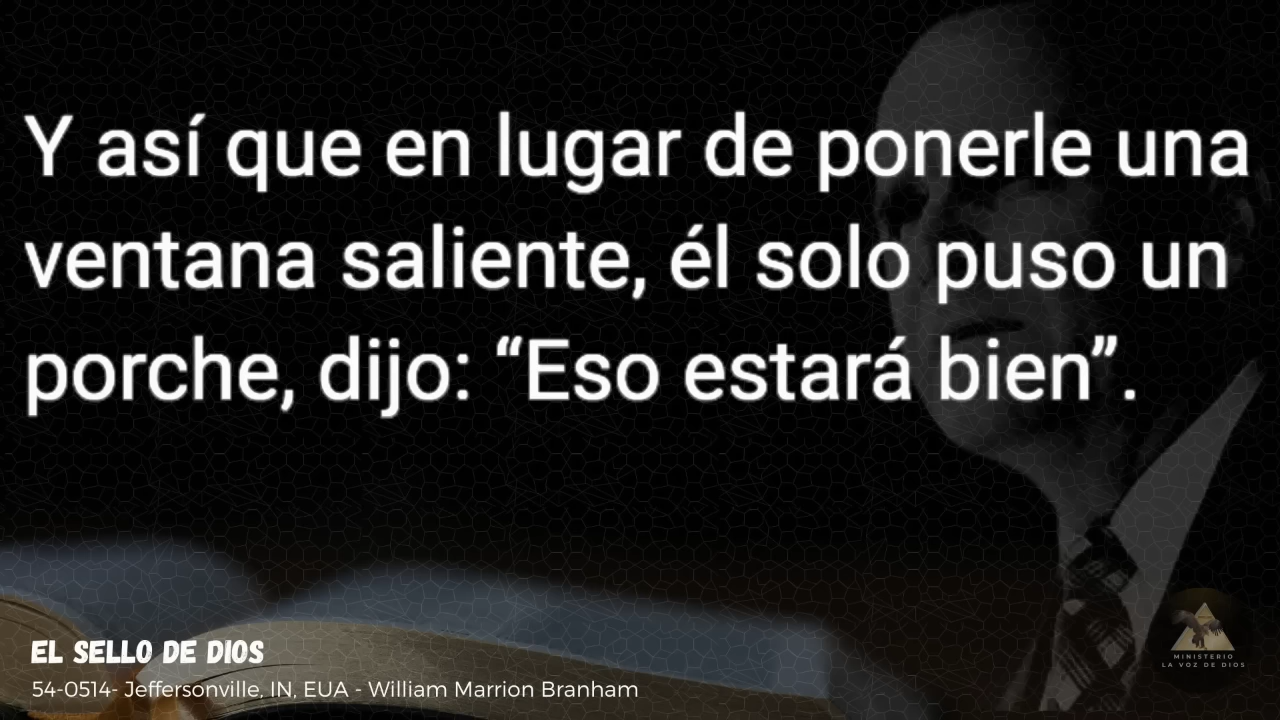 Y así que en lugar de ponerle una
ventana saliente, él solo puso un
porche, dijo: “Eso estará bien”.
EL SELLO DE DIOS
54-0514- Jeffersonville, IN, EUA - William Marrion Branham
MINISTERIO
LA VOZ DE DIOS